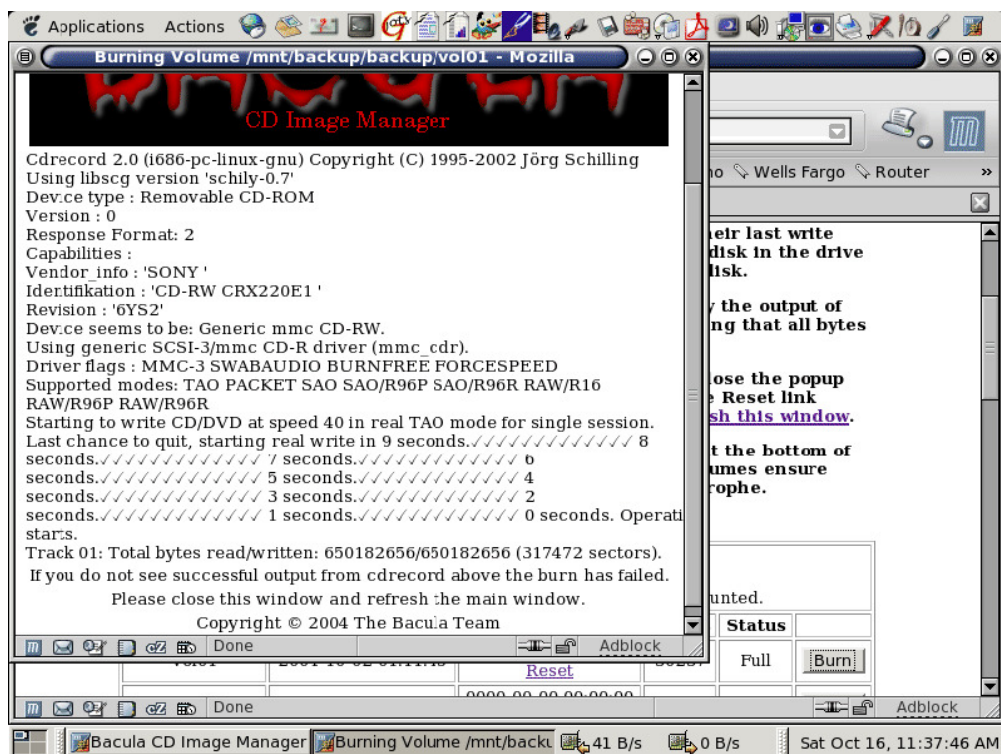 Applications Actions
Burning Volume /mnt/backup/backup/vol01 - Mozilla
CD Image Manager
Cdrecord 2.0 (i686-pc-linux-gnu) Copyright (C) 1995-2002 Jörg Schilling
Using libscg version 'schily-0.7'
Device type : Removable CD-ROM
Version : 0
Response Format: 2
Capabilities :
Vendor_info : 'SONY '
Identifikation : 'CD-RW CRX220E1 '
Revision : '6YS2'
Device seems to be: Generic mmc CD-RW.
Using generic SCSI-3/mmc CD-R driver (mmc_cdr).
Driver flags : MMC-3 SWABAUDIO BURNFREE FORCESPEED
Supported modes: TAO PACKET SAO SAO/R96P SAO/R96R RAW/R16
RAW/R96P RAW/R96R
Starting to write CD/DVD at speed 40 in real TAO mode for single session.
Last chance to quit, starting real write in 9 seconds.✓✓✓✓✓✓✓✓✓✓✓✓✓ 8
seconds.✓✓✓✓✓✓✓✓✓✓✓✓✓ 7 seconds.✓✓✓✓✓✓✓✓✓✓✓✓✓ 6
seconds.✓✓✓✓✓✓✓✓✓✓✓✓✓ 5 seconds.✓✓✓✓✓✓✓✓✓✓✓✓✓ 4
seconds.✓✓✓✓✓✓✓✓✓✓✓✓✓ 3 seconds.✓✓✓✓✓✓✓✓✓✓✓✓✓ 2
seconds.✓✓✓✓✓✓✓✓✓✓✓✓✓ 1 seconds.✓✓✓✓✓✓✓✓✓✓✓✓✓ 0 seconds. Operati
starts.
Track 01: Total bytes read/written: 650182656/650182656 (317472 sectors).
If you do not see successful output from cdrecord above the burn has failed.
Please close this window and refresh the main window.
Copyright © 2004 The Bacula Team
Done
Adblock
Wells Fargo Router »
eir last write
disk in the drive
disk.
the output of
ng that all bytes
lose the popup
Reset link
sh this window.
t the bottom of
umes ensure
rophe.
unted.
Status
Reset
Full
Burn
Done
Adblock
Bacula CD Image Manager
Burning Volume /mnt/backu
41 B/s
0 B/s
Sat Oct 16, 11:37:46 AM